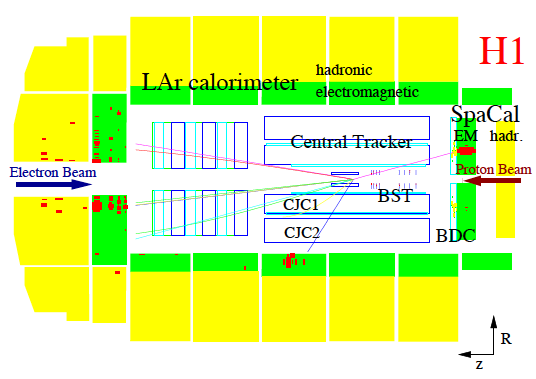 H1
LAr calorimeter
hadronic
electromagnetic
SpaCal
EM hadr.
Central Tracker
Electron Beam
Proton Beam
BST
CJC1
CJC2
BDC
R
z